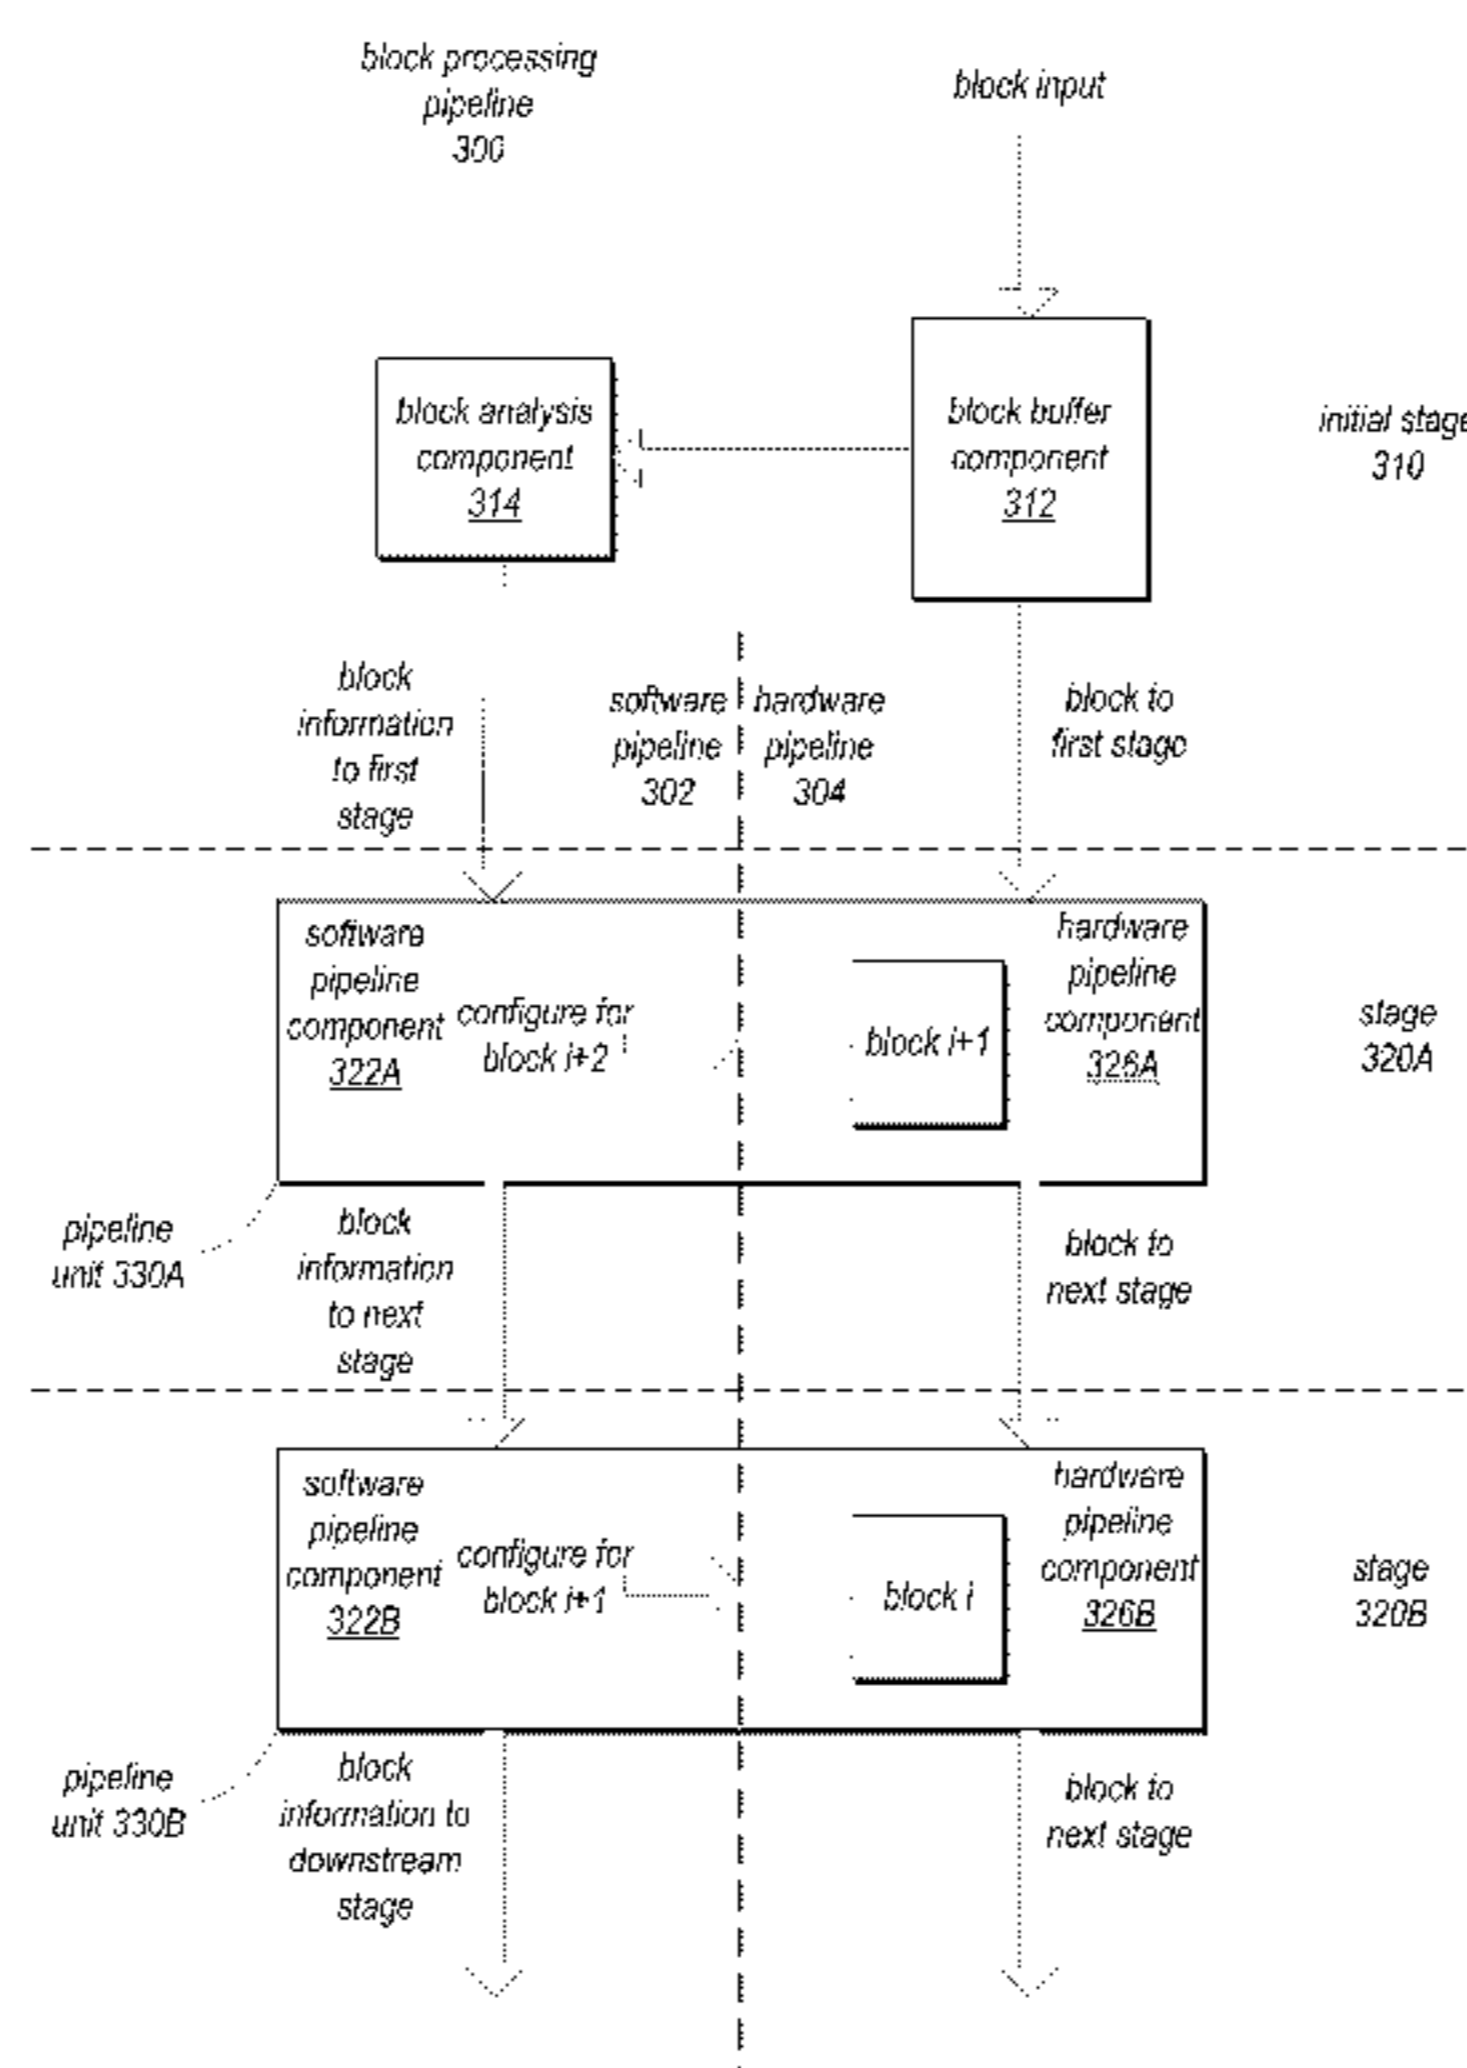 block processing
pipeline
300
block input
block analysis
component
314
block buffer
component
312
initial stage
310
block
information
to first
stage
software
pipeline
302
hardware
pipeline
304
block to
first stage
software
pipeline
component
322A
configure for
block i+2
block i+1
hardware
pipeline
component
326A
stage
320A
pipeline
unit 330A
block
information
to next
stage
block to
next stage
software
pipeline
component
322B
configure for
block i+1
block i
hardware
pipeline
component
326B
stage
320B
pipeline
unit 330B
block
information to
downstream
stage
block to
next stage